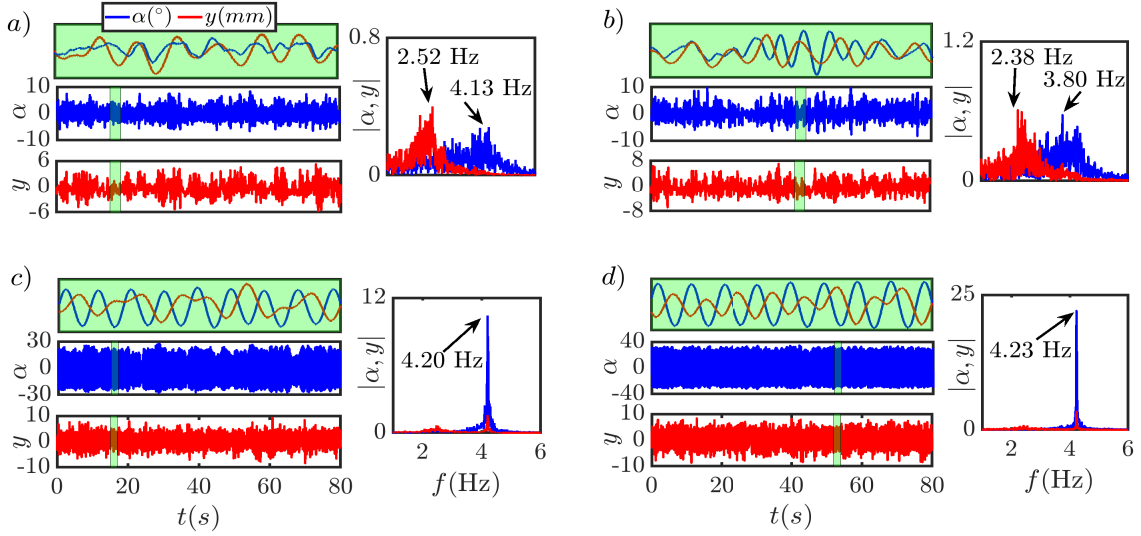 a)
α(°) y(mm)
10
0
-10
α
6
0
-6
y
0.8
0
|α, y|
2.52 Hz
4.13 Hz
b)
10
0
-10
α
8
0
-8
y
1.2
0
|α, y|
2.38 Hz
3.80 Hz
c)
30
0
-30
α
10
0
-10
y
0 20 40 60 80
t(s)
12
0
|α, y|
4.20 Hz
2 4 6
f(Hz)
d)
40
0
-40
α
10
0
-10
y
0 20 40 60 80
t(s)
25
0
|α, y|
4.23 Hz
2 4 6
f(Hz)